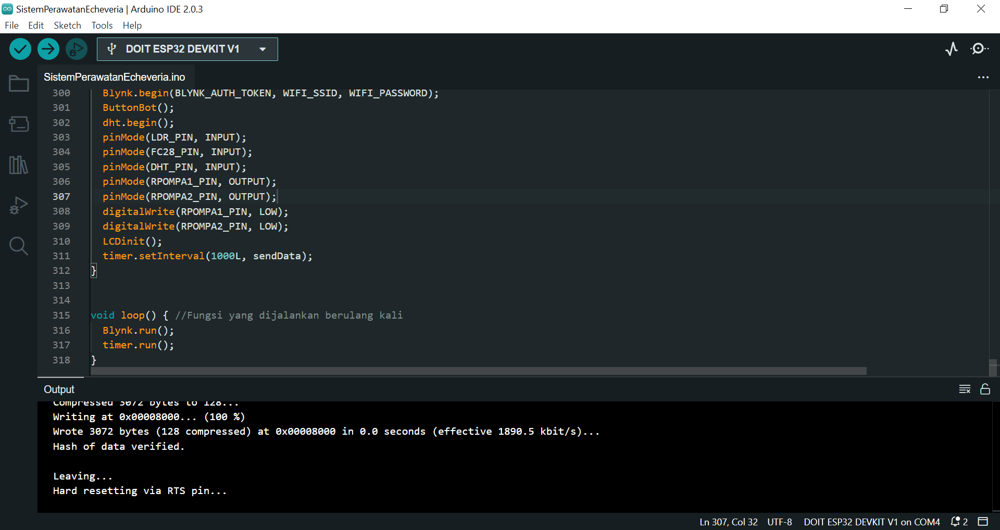 SistemPerawatanEcheveria | Arduino IDE 2.0.3
File Edit Sketch Tools Help
DOIT ESP32 DEVKIT V1
SistemPerawatanEcheveria.ino
300 Blynk.begin(BLYNK_AUTH_TOKEN, WIFI_SSID, WIFI_PASSWORD);
301 ButtonBot();
302 dht.begin();
303 pinMode(LDR_PIN, INPUT);
304 pinMode(FC28_PIN, INPUT);
305 pinMode(DHT_PIN, INPUT);
306 pinMode(RPOMPA1_PIN, OUTPUT);
307 pinMode(RPOMPA2_PIN, OUTPUT);
308 digitalWrite(RPOMPA1_PIN, LOW);
309 digitalWrite(RPOMPA2_PIN, LOW);
310 LCDinit();
311 timer.setInterval(1000L, sendData);
312 }
313
314
315 void loop() { //Fungsi yang dijalankan berulang kali
316 Blynk.run();
317 timer.run();
318 }
Output
Compressed 3072 bytes to 128...
Writing at 0x00008000... (100 %)
Wrote 3072 bytes (128 compressed) at 0x00008000 in 0.0 seconds (effective 1890.5 kbit/s)...
Hash of data verified.
Leaving...
Hard resetting via RTS pin...
Ln 307, Col 32 UTF-8 DOIT ESP32 DEVKIT V1 on COM4 2